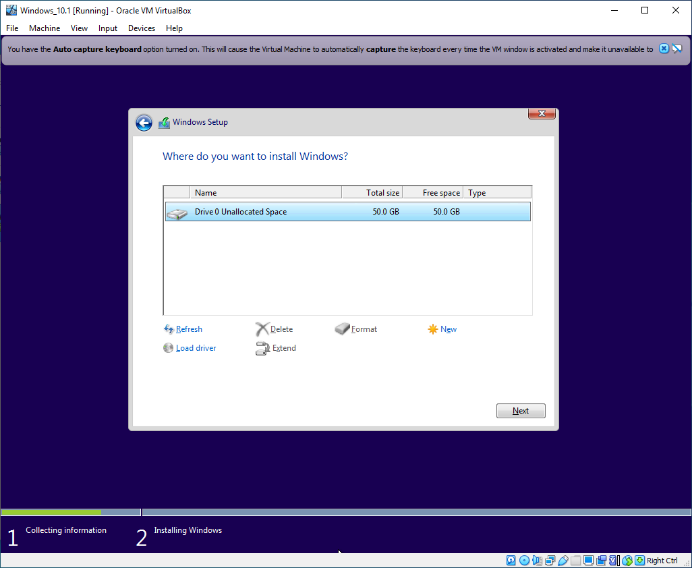 Windows_10.1 [Running] - Oracle VM VirtualBox
File Machine View Input Devices Help
You have the Auto capture keyboard option turned on. This will cause the Virtual Machine to automatically capture the keyboard every time the VM window is activated and make it unavailable to
Windows Setup
Where do you want to install Windows?
Name Total size Free space Type
Drive 0 Unallocated Space 50.0 GB 50.0 GB
Refresh Delete Format New
Load driver Extend
Next
1 Collecting information 2 Installing Windows
Right Ctrl